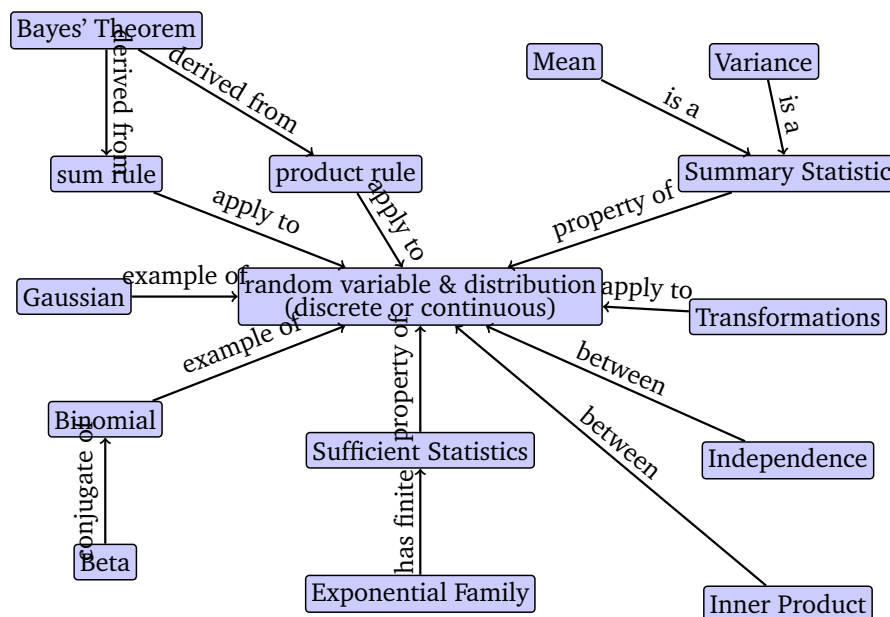 Bayes’ Theorem
Mean
Variance
derived from
derived from
is a
is a
sum rule
product rule
Summary Statistic
apply to
apply to
property of
Gaussian
example of
random variable & distribution
(discrete or continuous)
apply to
Transformations
example of
property of
between
between
Binomial
Sufficient Statistics
Independence
conjugate of
has finite
Beta
Exponential Family
Inner Product